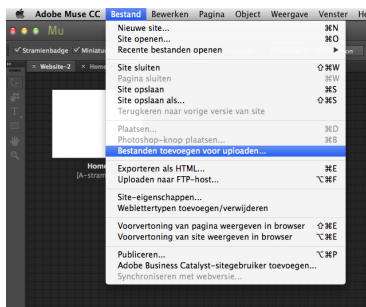 Adobe Muse CC Bestand Bewerken Pagina Object Weergave Venster
Mu
Stramienbadge Miniatu
Website-2 Home
Nieuwe site... ⌘N
Site openen... ⌘O
Recente bestanden openen
Site sluiten ⇧⌘W
Pagina sluiten ⌘W
Site opslaan ⌘S
Site opslaan als... ⇧⌘S
Terugkeren naar vorige versie van site
Plaatsen... ⌘D
Photoshop-knop plaatsen... ⌘B
Bestanden toevoegen voor uploaden...
Exporteren als HTML... ⌘E
Uploaden naar FTP-host... ⌥⌘F
Site-eigenschappen...
Weblettertypen toevoegen/verwijderen
Voorvertoning van pagina weergeven in browser ⇧⌘E
Voorvertoning van site weergeven in browser ⌥⌘E
Publiceren... ⌥⌘P
Adobe Business Catalyst-sitegebruiker toevoegen...
Synchroniseren met webversie...
Home
[A-stram